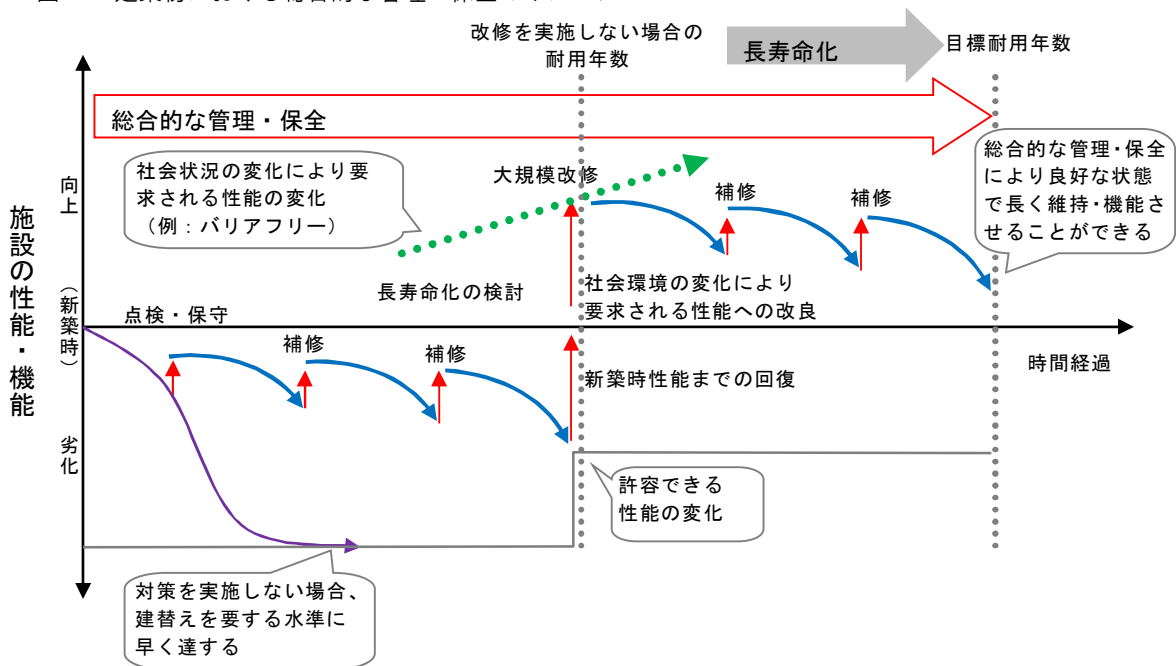 改修を実施しない場合の
耐用年数
長寿命化
目標耐用年数
総合的な管理・保全
社会状況の変化により要
求される性能の変化
（例：バリアフリー）
大規模改修
補修
補修
総合的な管理・保全
により良好な状態
で長く維持・機能さ
せることができる
施設の性能・機能
向上
（新築時）
劣化
長寿命化の検討
社会環境の変化により
要求される性能への改良
点検・保守
補修
補修
新築時性能までの回復
時間経過
許容できる
性能の変化
対策を実施しない場合、
建替えを要する水準に
早く達する